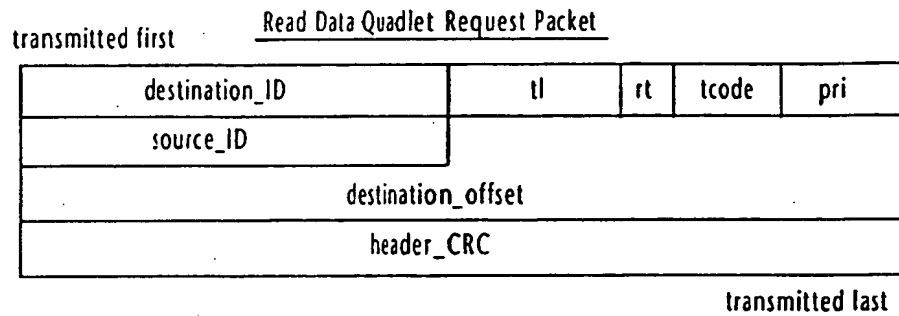 Read Data Quadlet Request Packet
transmitted first
destination_ID tl rt tcode pri
source_ID
destination_offset
header_CRC
transmitted last